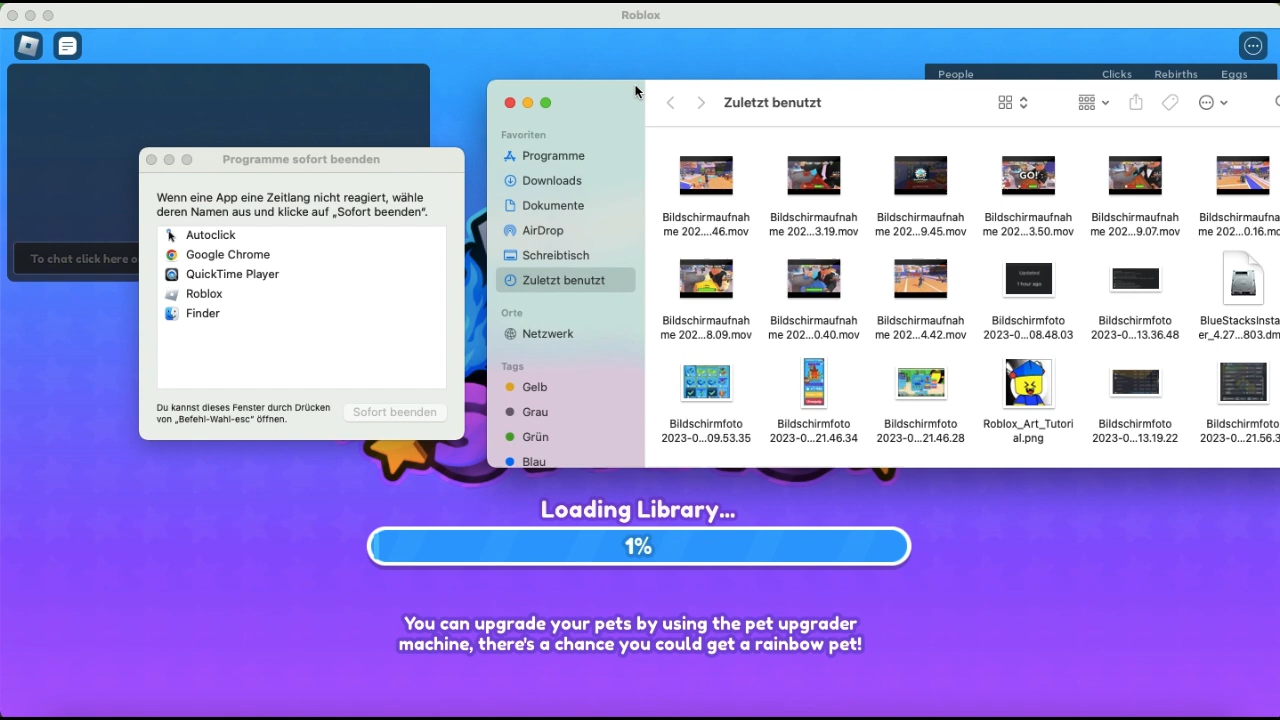 Roblox
People Clicks Rebirths Eggs
To chat click here o
Programme sofort beenden
Wenn eine App eine Zeitlang nicht reagiert, wähle
deren Namen aus und klicke auf „Sofort beenden“.
Autoclick
Google Chrome
QuickTime Player
Roblox
Finder
Du kannst dieses Fenster durch Drücken
von „Befehl-Wahl-esc“ öffnen.
Sofort beenden
Favoriten
Programme
Downloads
Dokumente
AirDrop
Schreibtisch
Zuletzt benutzt
Orte
Netzwerk
Tags
Gelb
Grau
Grün
Blau
Zuletzt benutzt
GO!
Bildschirmaufnah
me 202....46.mov
Bildschirmaufnah
me 202...3.19.mov
Bildschirmaufnah
me 202...9.45.mov
Bildschirmaufnah
me 202...3.50.mov
Bildschirmaufnah
me 202...9.07.mov
Bildschirmaufna
me 202...0.16.mo
Updated
1 hour ago
Bildschirmaufnah
me 202...8.09.mov
Bildschirmaufnah
me 202...0.40.mov
Bildschirmaufnah
me 202...4.42.mov
Bildschirmfoto
2023-0...08.48.03
Bildschirmfoto
2023-0...13.36.48
BlueStacksInsta
er_4.27....803.dm
Bildschirmfoto
2023-0...09.53.35
Bildschirmfoto
2023-0...21.46.34
Bildschirmfoto
2023-0...21.46.28
Roblox_Art_Tutori
al.png
Bildschirmfoto
2023-0...13.19.22
Bildschirmfoto
2023-0...21.56.3
Loading Library...
1%
You can upgrade your pets by using the pet upgrader
machine, there's a chance you could get a rainbow pet!